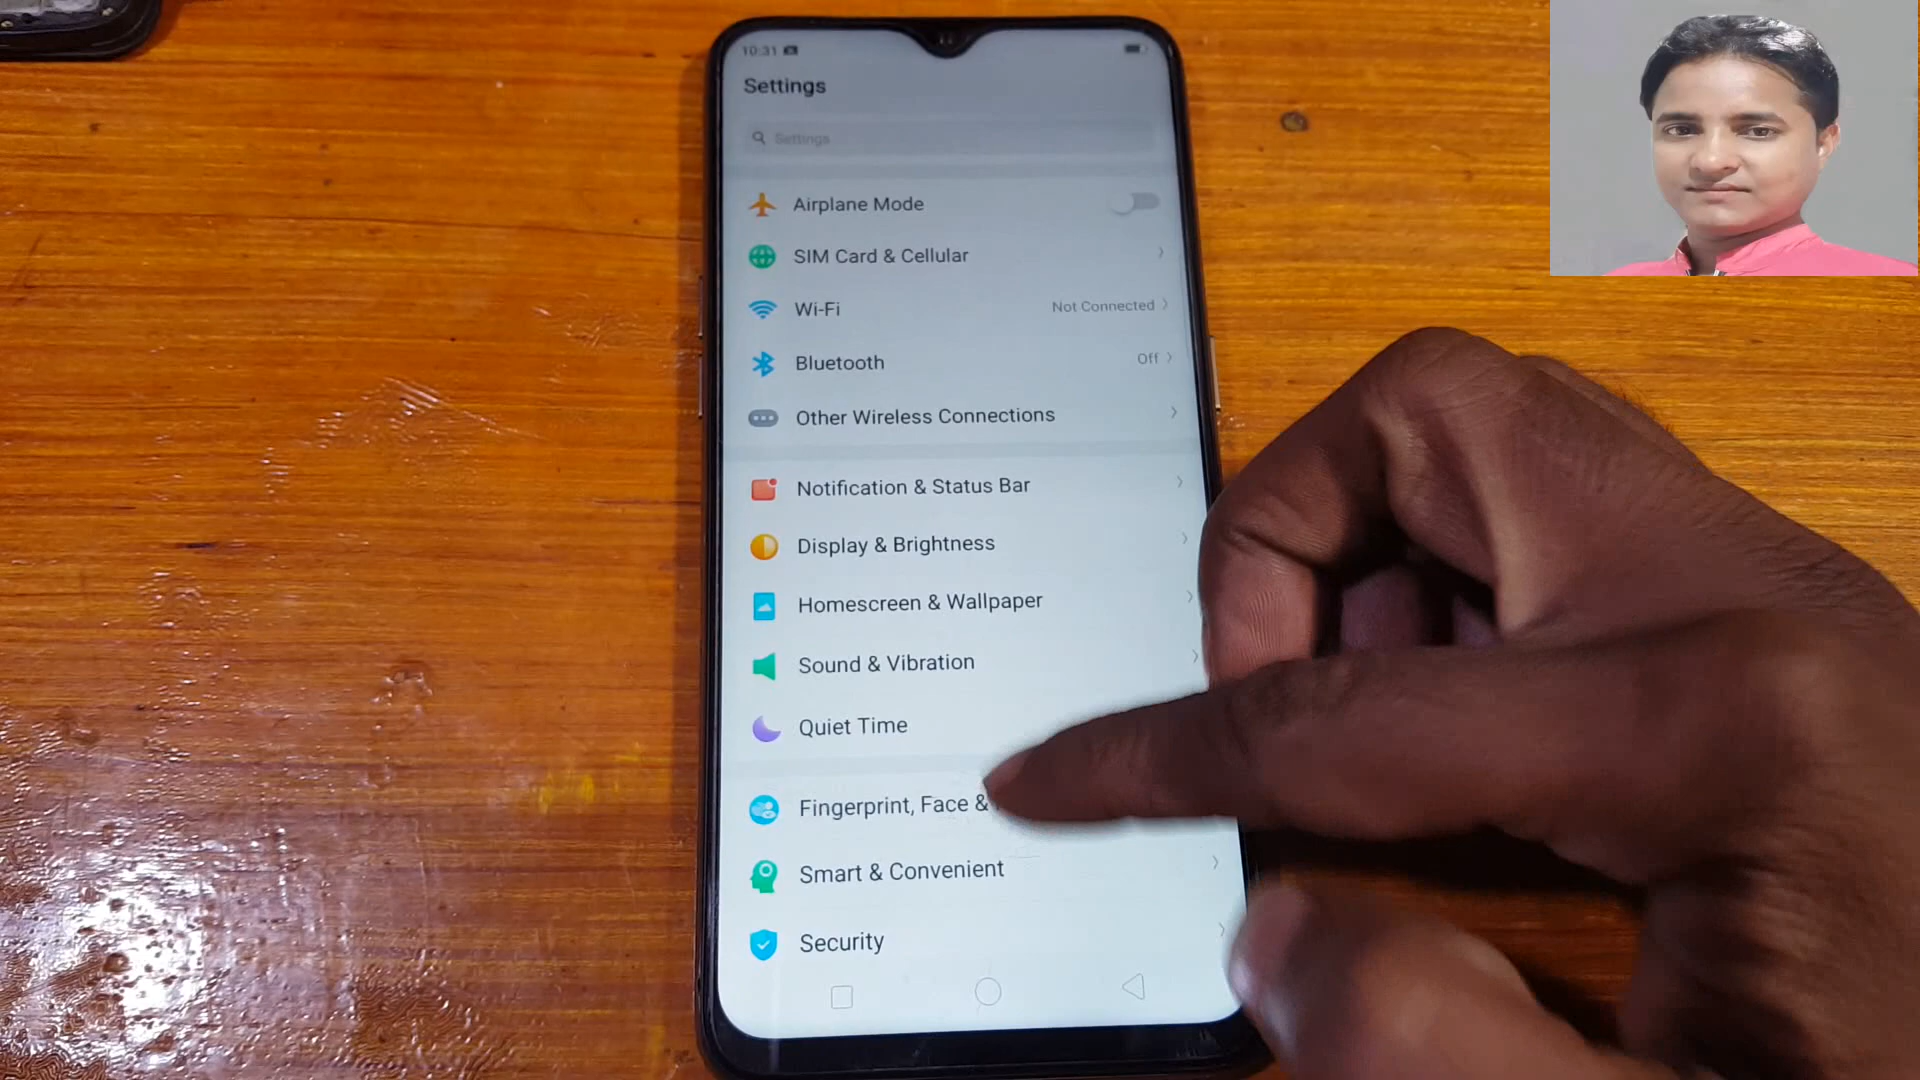 10:31
Settings
Settings
Airplane Mode
SIM Card & Cellular
Wi-Fi Not Connected
Bluetooth Off
Other Wireless Connections
Notification & Status Bar
Display & Brightness
Homescreen & Wallpaper
Sound & Vibration
Quiet Time
Fingerprint, Face &
Smart & Convenient
Security